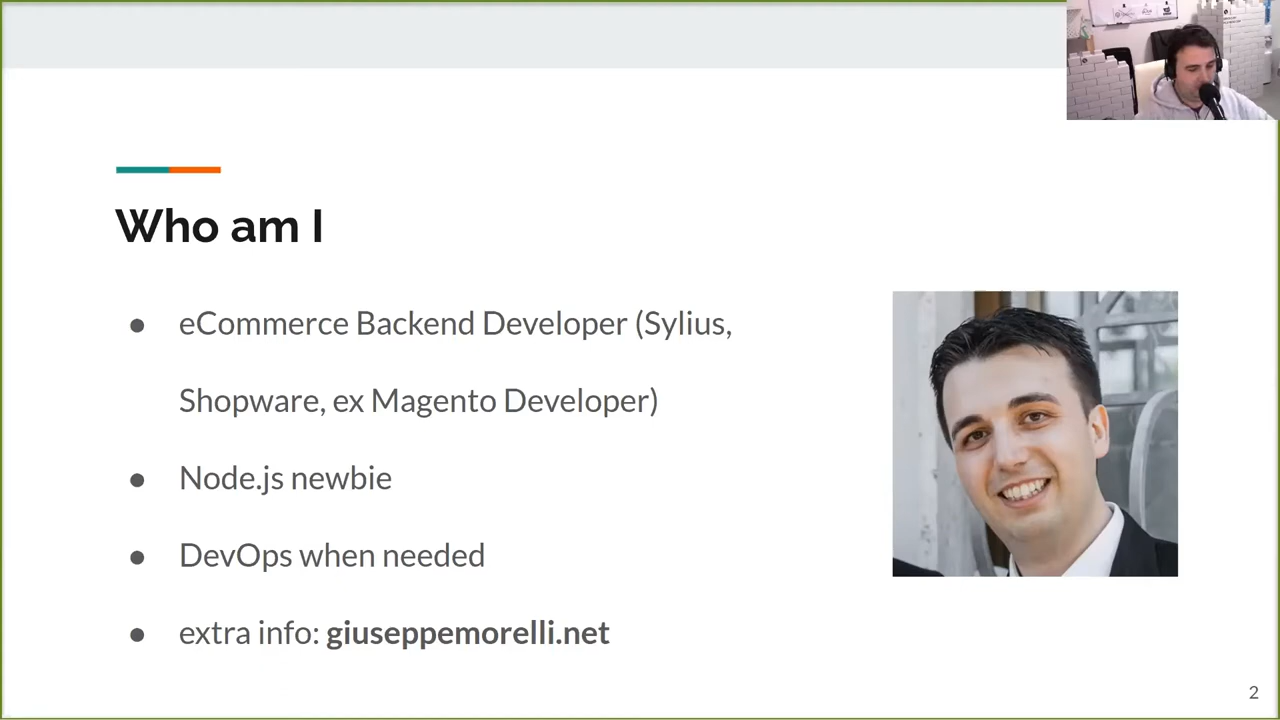 Who am I
● eCommerce Backend Developer (Sylius,
Shopware, ex Magento Developer)
● Node.js newbie
● DevOps when needed
● extra info: giuseppemorelli.net
2